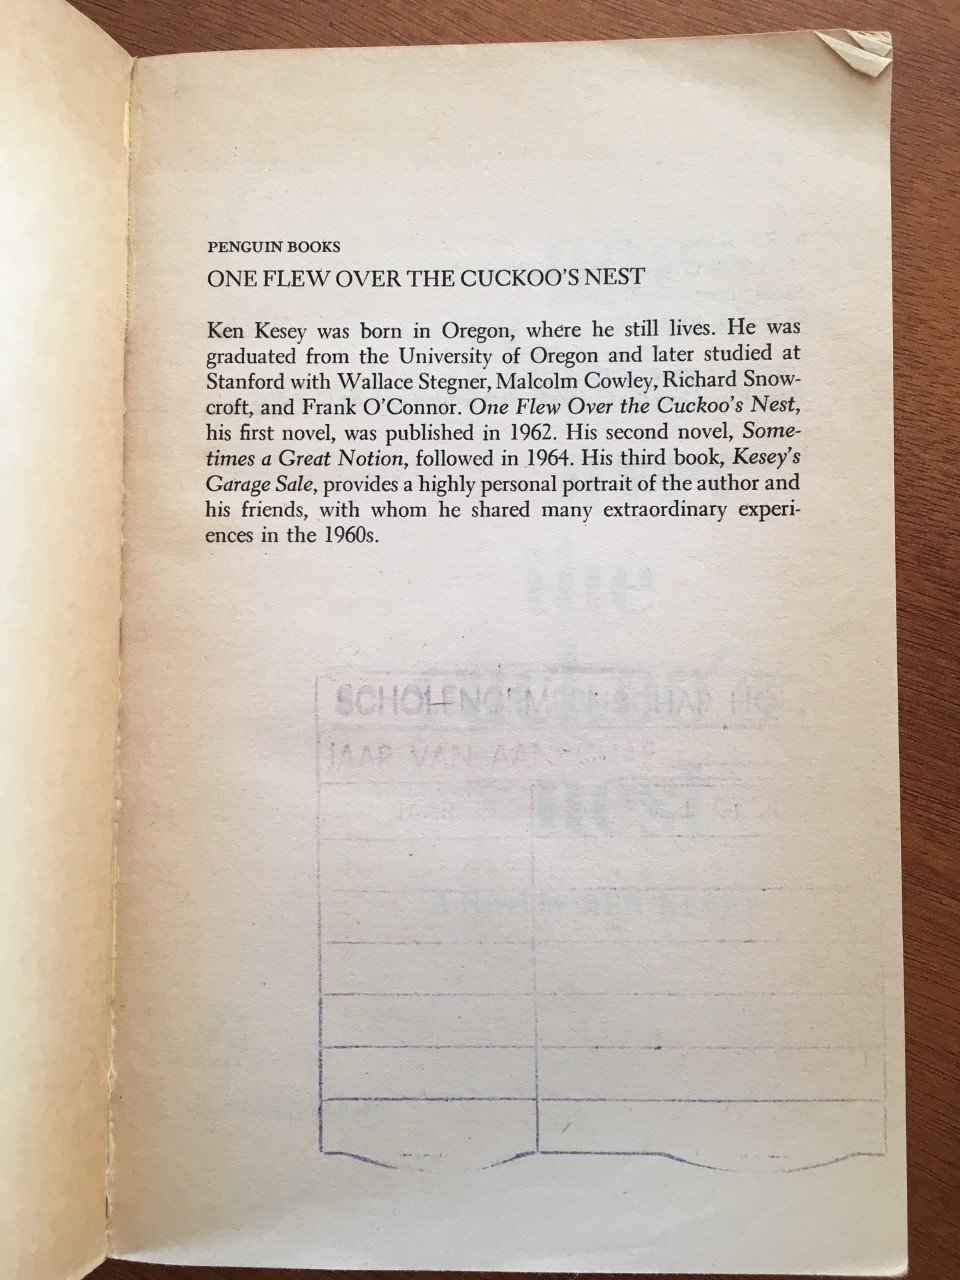 PENGUIN BOOKS
ONE FLEW OVER THE CUCKOO'S NEST
Ken Kesey was born in Oregon, where he still lives. He was
graduated from the University of Oregon and later studied at
Stanford with Wallace Stegner, Malcolm Cowley, Richard Snow-
croft, and Frank O'Connor. One Flew Over the Cuckoo's Nest,
his first novel, was published in 1962. His second novel, Some-
times a Great Notion, followed in 1964. His third book, Kesey's
Garage Sale, provides a highly personal portrait of the author and
his friends, with whom he shared many extraordinary experi-
ences in the 1960s.
JAAR VAN
JAAR